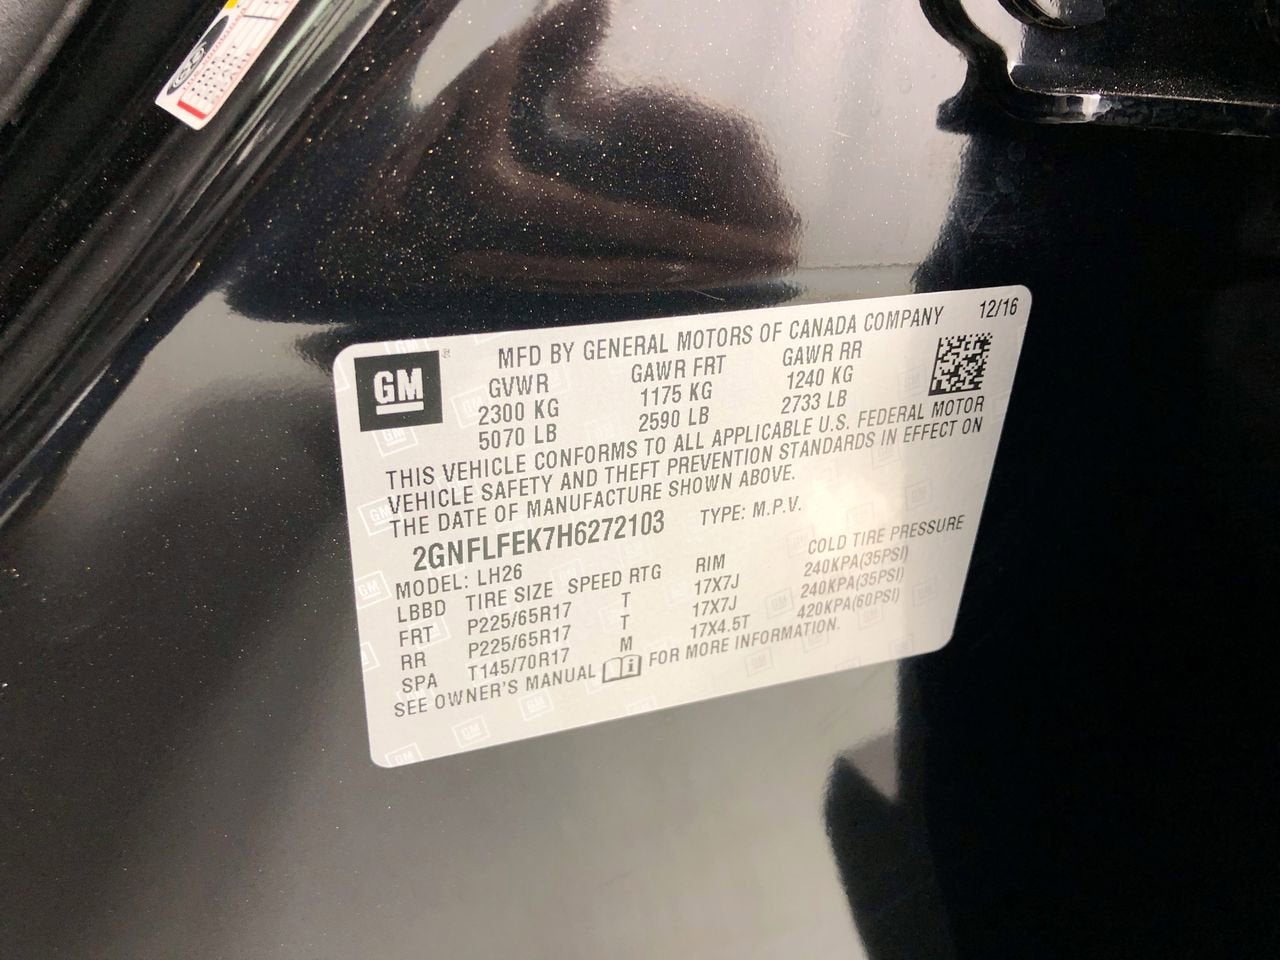 GM
MFD BY GENERAL MOTORS OF CANADA COMPANY 12/16
GVWR GAWR FRT GAWR RR
2300 KG 1175 KG 1240 KG
5070 LB 2590 LB 2733 LB
THIS VEHICLE CONFORMS TO ALL APPLICABLE U.S. FEDERAL MOTOR
VEHICLE SAFETY AND THEFT PREVENTION STANDARDS IN EFFECT ON
THE DATE OF MANUFACTURE SHOWN ABOVE.
2GNFLFEK7H6272103 TYPE: M.P.V.
MODEL: LH26
LBBD TIRE SIZE SPEED RTG RIM COLD TIRE PRESSURE
FRT P225/65R17 T 17X7J 240KPA(35PSI)
RR P225/65R17 T 17X7J 240KPA(35PSI)
SPA T145/70R17 M 17X4.5T 420KPA(60PSI)
SEE OWNER'S MANUAL FOR MORE INFORMATION.